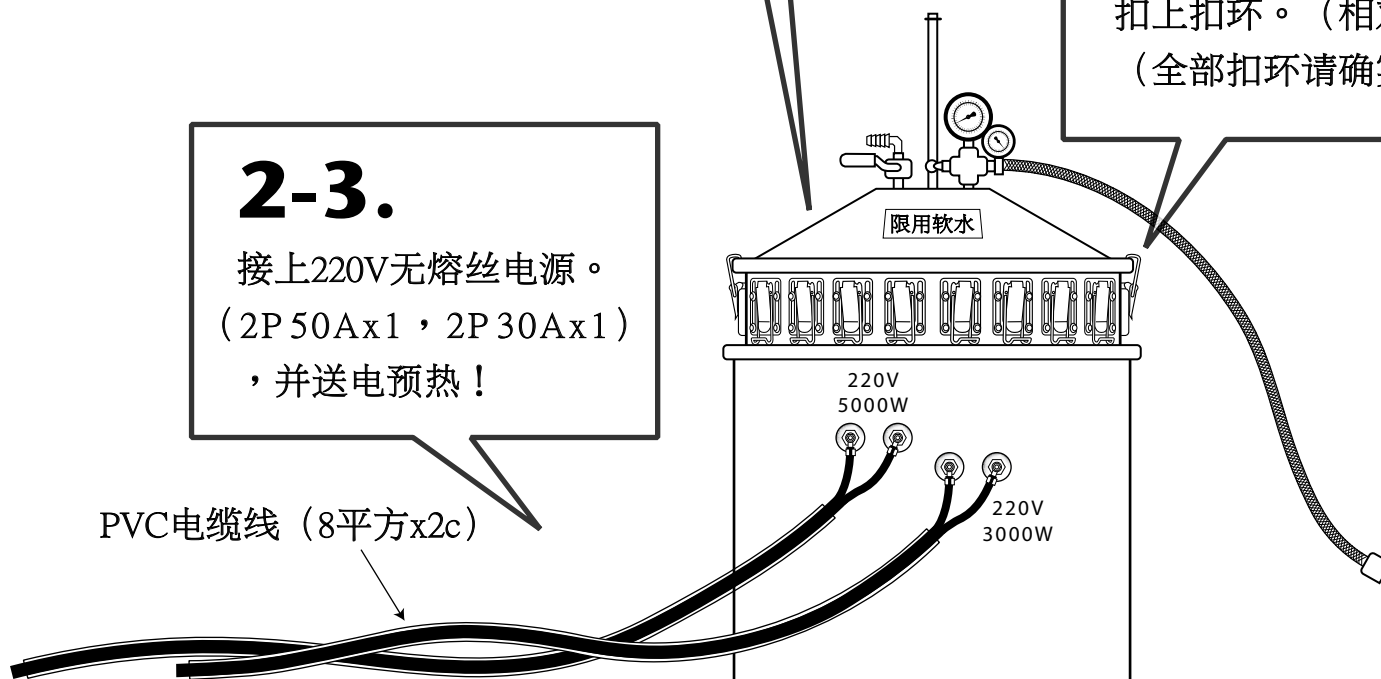 扣上扣环。（相对
（全部扣环请确实
2-3.
接上220V无熔丝电源。
（2P 50Ax1，2P 30Ax1）
，并送电预热！
限用软水
220V
5000W
220V
3000W
PVC电缆线（8平方x2c）